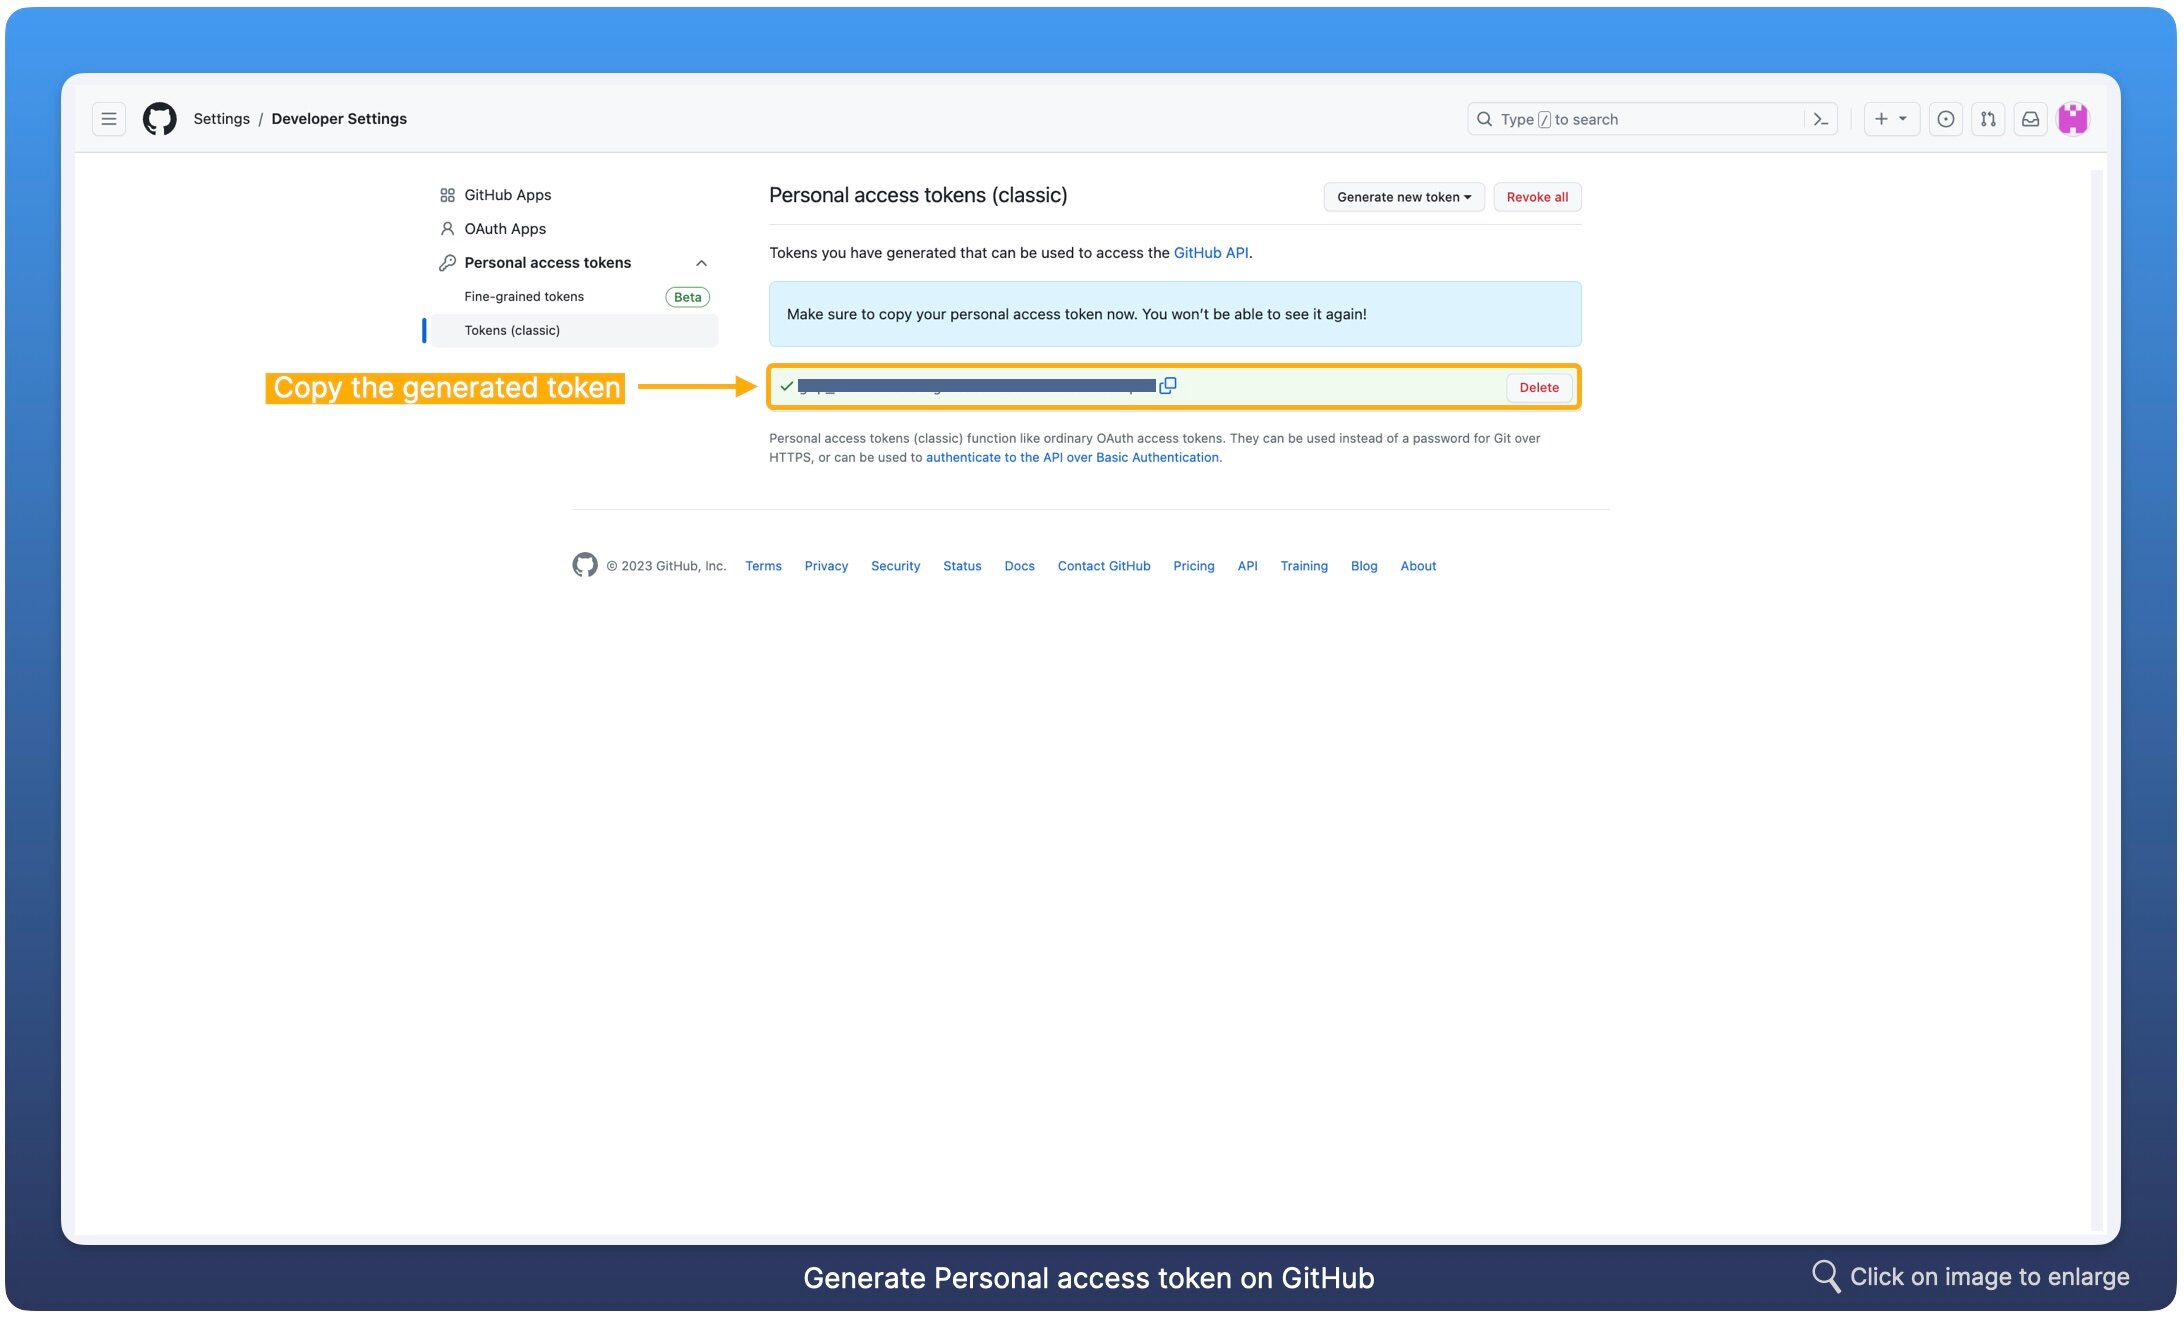 Settings / Developer Settings
Type / to search
GitHub Apps
OAuth Apps
Personal access tokens
Fine-grained tokens Beta
Tokens (classic)
Personal access tokens (classic)
Generate new token
Revoke all
Tokens you have generated that can be used to access the GitHub API.
Make sure to copy your personal access token now. You won't be able to see it again!
Copy the generated token
Delete
Personal access tokens (classic) function like ordinary OAuth access tokens. They can be used instead of a password for Git over
HTTPS, or can be used to authenticate to the API over Basic Authentication.
© 2023 GitHub, Inc. Terms Privacy Security Status Docs Contact GitHub Pricing API Training Blog About
Generate Personal access token on GitHub
Click on image to enlarge